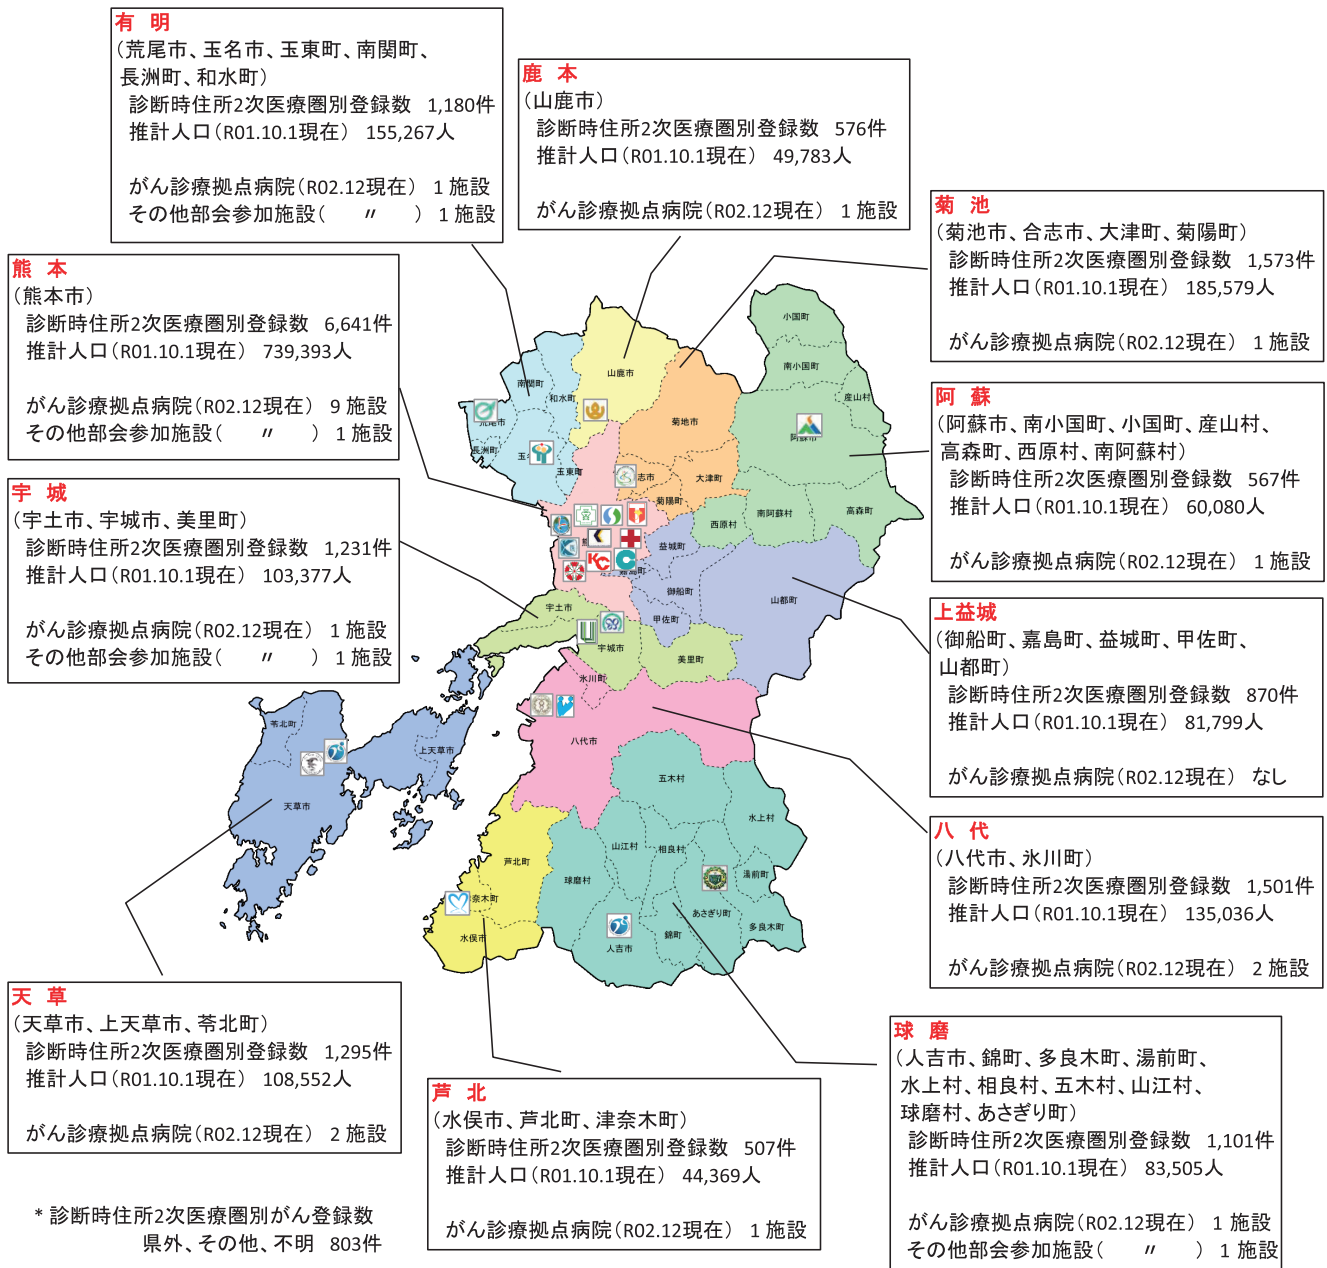 有 明
（荒尾市、玉名市、玉東町、南関町、
長洲町、和水町）
診断時住所2次医療圏別登録数 1,180件
推計人口（R01.10.1現在） 155,267人
がん診療拠点病院（R02.12現在） 1 施設
その他部会参加施設（ 〃 ） 1 施設
鹿 本
（山鹿市）
診断時住所2次医療圏別登録数 576件
推計人口（R01.10.1現在） 49,783人
がん診療拠点病院（R02.12現在） 1 施設
菊 池
（菊池市、合志市、大津町、菊陽町）
診断時住所2次医療圏別登録数 1,573件
推計人口（R01.10.1現在） 185,579人
がん診療拠点病院（R02.12現在） 1 施設
熊 本
（熊本市）
診断時住所2次医療圏別登録数 6,641件
推計人口（R01.10.1現在） 739,393人
がん診療拠点病院（R02.12現在） 9 施設
その他部会参加施設（ 〃 ） 1 施設
阿 蘇
（阿蘇市、南小国町、小国町、産山村、
高森町、西原村、南阿蘇村）
診断時住所2次医療圏別登録数 567件
推計人口（R01.10.1現在） 60,080人
がん診療拠点病院（R02.12現在） 1 施設
宇 城
（宇土市、宇城市、美里町）
診断時住所2次医療圏別登録数 1,231件
推計人口（R01.10.1現在） 103,377人
がん診療拠点病院（R02.12現在） 1 施設
その他部会参加施設（ 〃 ） 1 施設
上益城
（御船町、嘉島町、益城町、甲佐町、
山都町）
診断時住所2次医療圏別登録数 870件
推計人口（R01.10.1現在） 81,799人
がん診療拠点病院（R02.12現在） なし
八 代
（八代市、氷川町）
診断時住所2次医療圏別登録数 1,501件
推計人口（R01.10.1現在） 135,036人
がん診療拠点病院（R02.12現在） 2 施設
天 草
（天草市、上天草市、苓北町）
診断時住所2次医療圏別登録数 1,295件
推計人口（R01.10.1現在） 108,552人
がん診療拠点病院（R02.12現在） 2 施設
芦 北
（水俣市、芦北町、津奈木町）
診断時住所2次医療圏別登録数 507件
推計人口（R01.10.1現在） 44,369人
がん診療拠点病院（R02.12現在） 1 施設
球 磨
（人吉市、錦町、多良木町、湯前町、
水上村、相良村、五木村、山江村、
球磨村、あさぎり町）
診断時住所2次医療圏別登録数 1,101件
推計人口（R01.10.1現在） 83,505人
がん診療拠点病院（R02.12現在） 1 施設
その他部会参加施設（ 〃 ） 1 施設
* 診断時住所2次医療圏別がん登録数
県外、その他、不明 803件
小国町
南小国町
産山村
山鹿市
南関町
和水町
荒尾市
長洲町
玉東町
菊地市
志市
大津町
菊陽町
阿蘇市
西原村
南阿蘇村
高森町
益城町
嘉島町
御船町
甲佐町
山都町
KC
宇土市
宇城市
美里町
氷川町
八代市
苓北町
上天草市
天草市
五木村
水上村
山江村
相良村
湯前町
球磨村
あさぎり町
多良木町
錦町
人吉市
芦北町
奈木町
水俣市